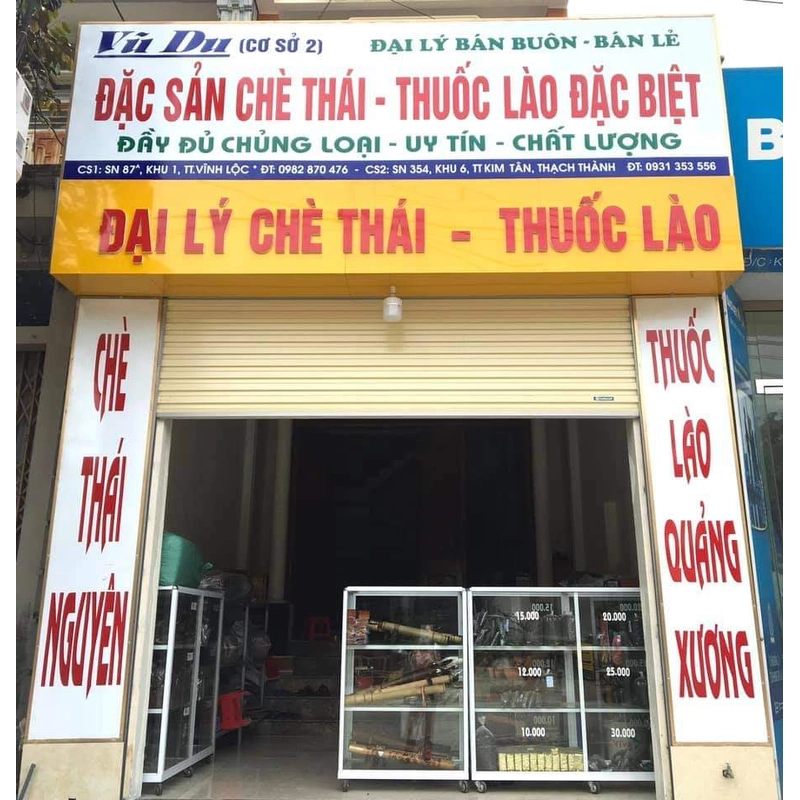 Vũ Du (CƠ SỞ 2) ĐẠI LÝ BÁN BUÔN - BÁN LẺ
ĐẶC SẢN CHÈ THÁI - THUỐC LÀO ĐẶC BIỆT
ĐẦY ĐỦ CHỦNG LOẠI - UY TÍN - CHẤT LƯỢNG
CS1: SN 87A, KHU 1, TT.VĨNH LỘC * ĐT: 0982 870 476 - CS2: SN 354, KHU 6, TT KIM TÂN, THẠCH THÀNH ĐT: 0931 353 556
ĐẠI LÝ CHÈ THÁI - THUỐC LÀO
CHÈ
THÁI
NGUYÊN
THUỐC
LÀO
QUẢNG
XƯƠNG
15.000 20.000
12.000 25.000
10.000 30.000
B
Đ/C: K